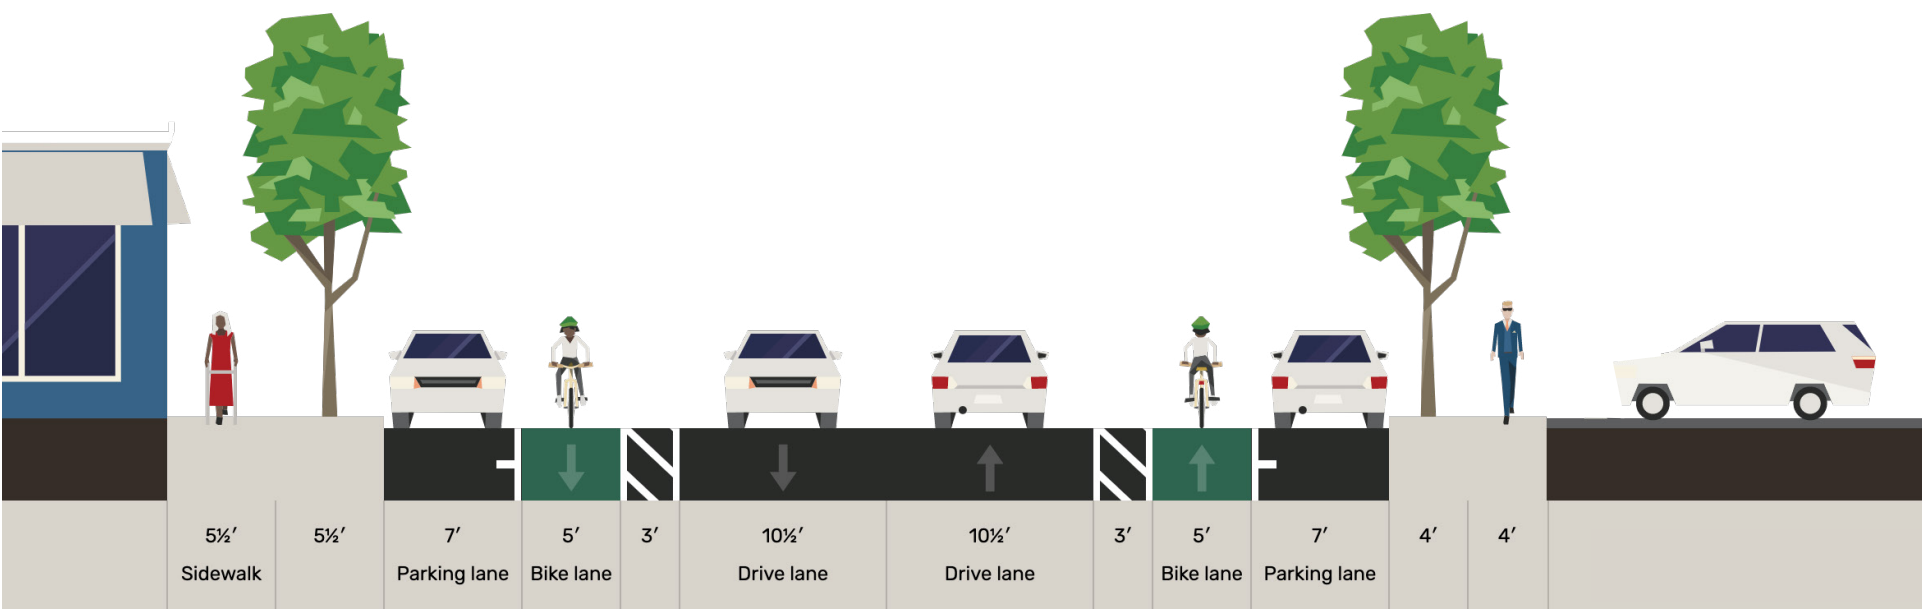 5½′ 5½′ 7′ 5′ 3′ 10½′ 10½′ 3′ 5′ 7′ 4′ 4′
Sidewalk Parking lane Bike lane Drive lane Drive lane Bike lane Parking lane